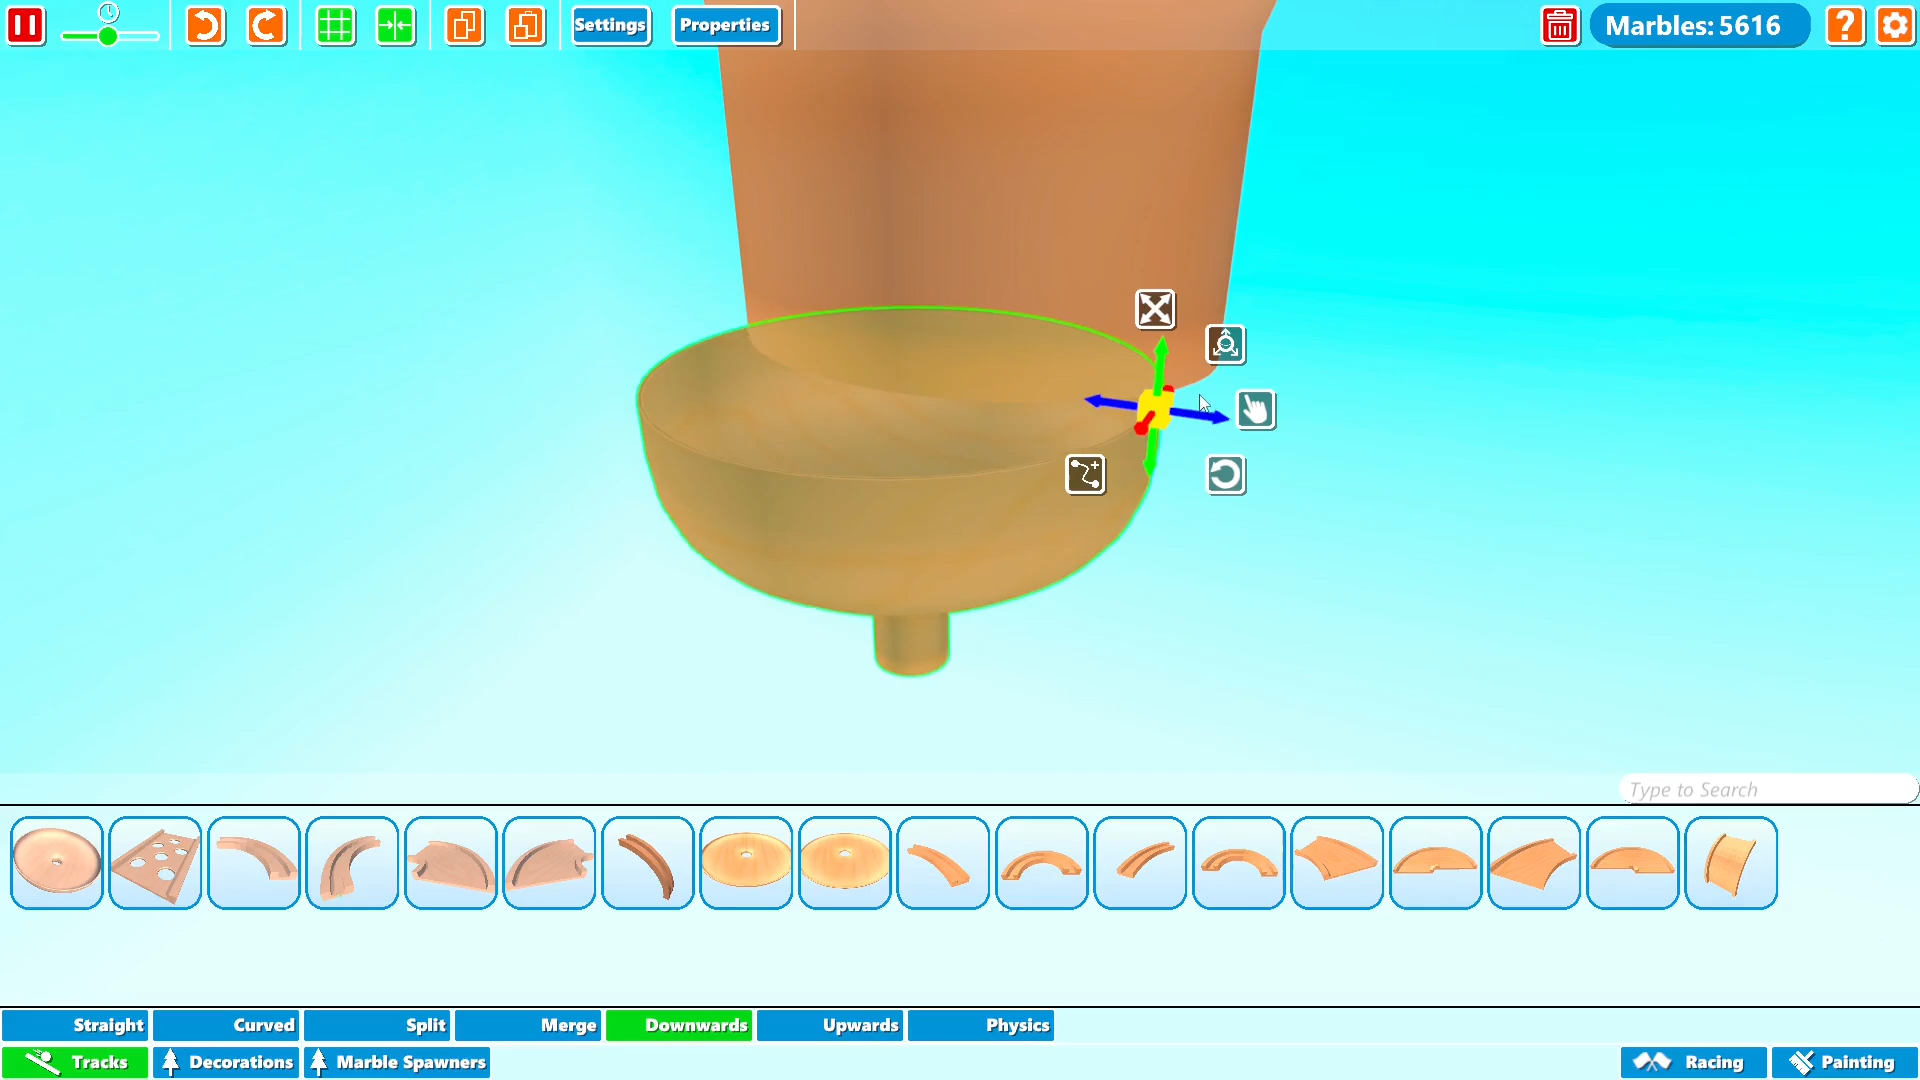 Settings
Properties
Marbles: 5616
?
Type to Search
Straight
Curved
Split
Merge
Downwards
Upwards
Physics
Tracks
Decorations
Marble Spawners
Racing
Painting